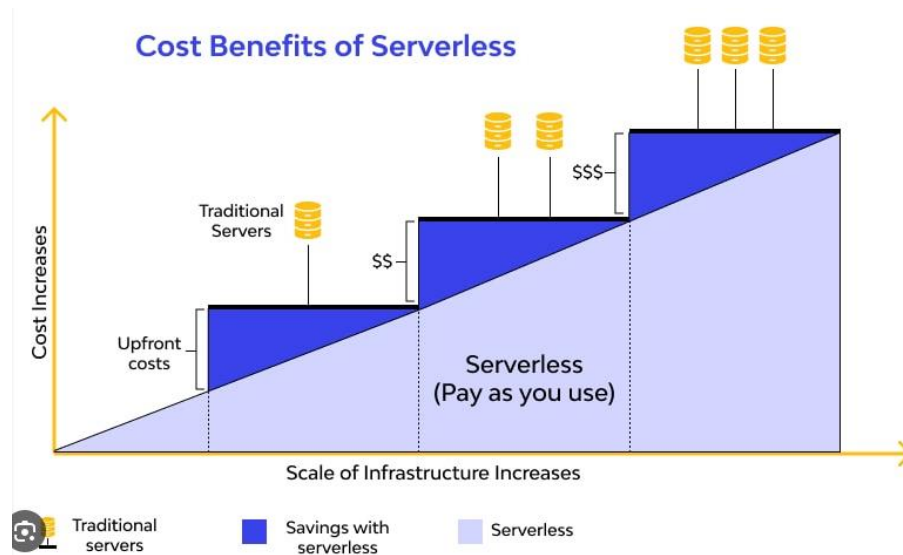 Cost Benefits of Serverless
$$$
Traditional
Servers
$$
Upfront
costs
Cost Increases
Serverless
(Pay as you use)
Scale of Infrastructure Increases
Traditional
servers
Savings with
serverless
Serverless